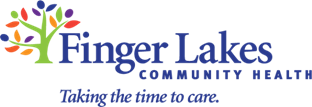 Finger Lakes
COMMUNITY HEALTH
Taking the time to care.